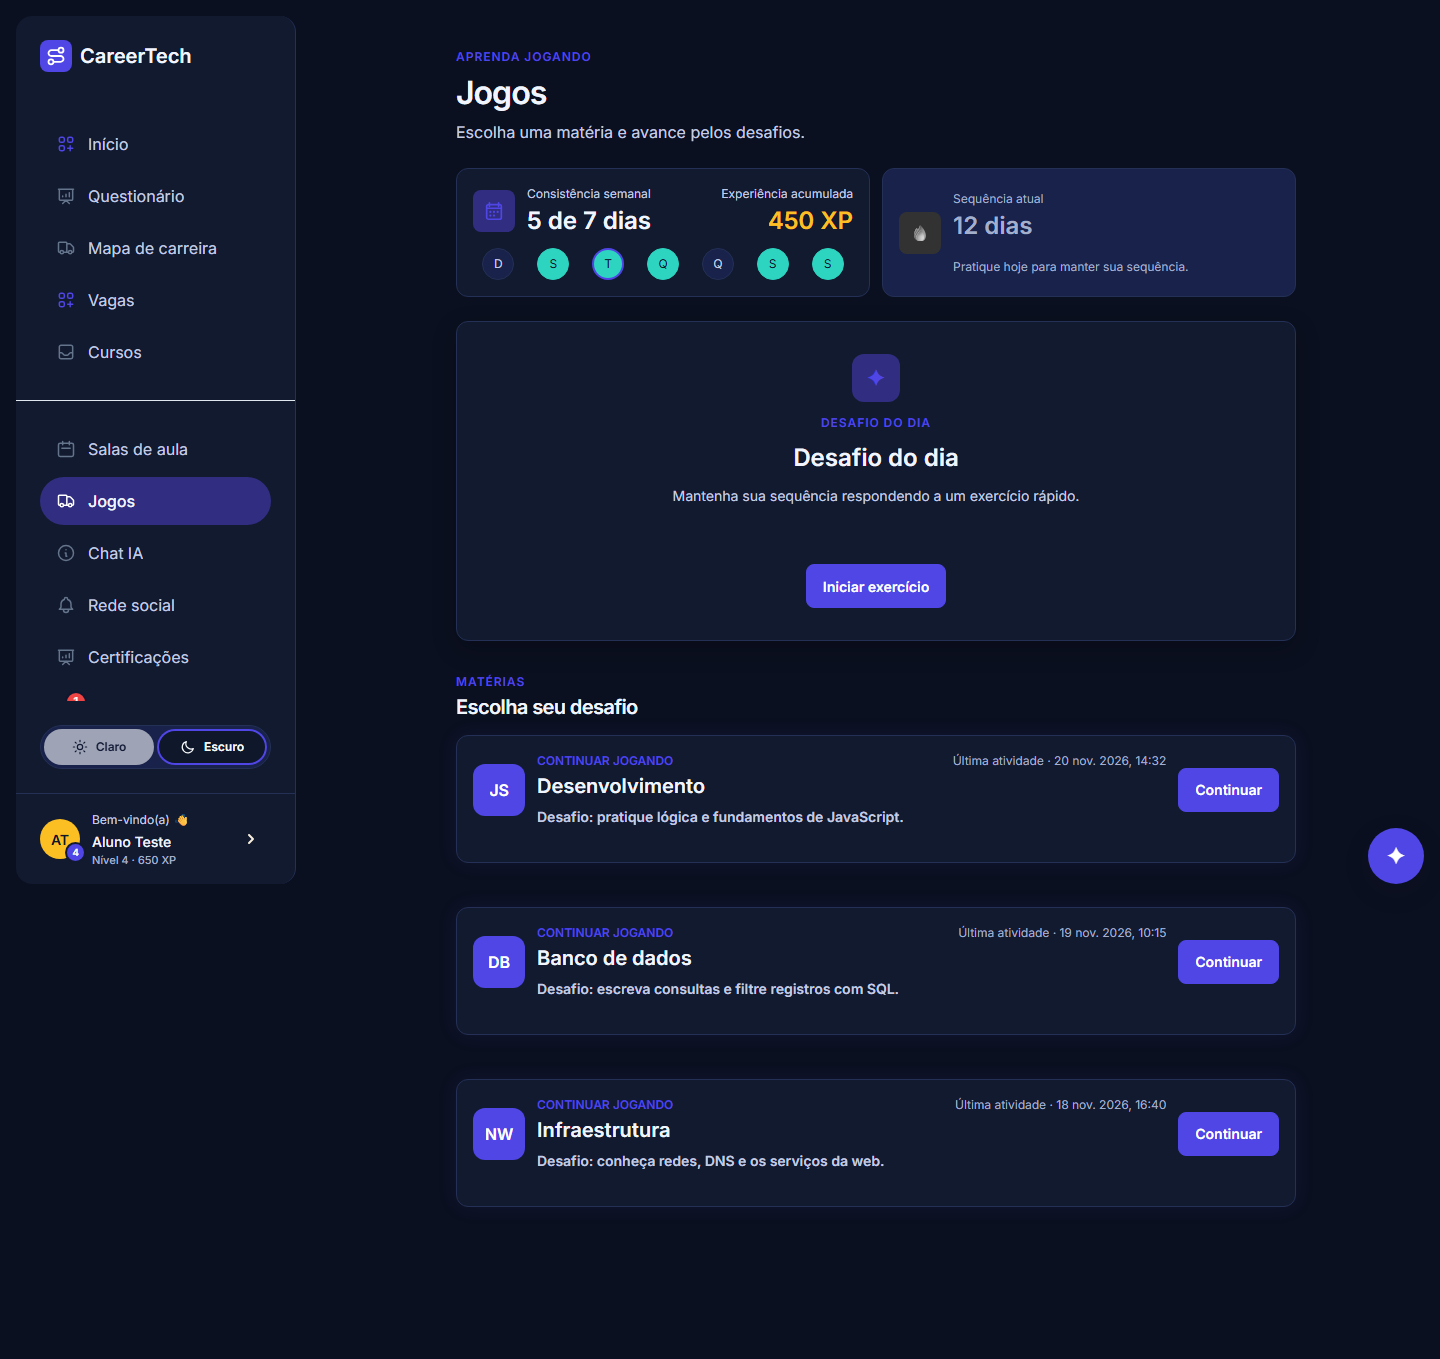 CareerTech
Início
Questionário
Mapa de carreira
Vagas
Cursos
Salas de aula
Jogos
Chat IA
Rede social
Certificações
Claro
Escuro
Bem-vindo(a)
AT
4
Aluno Teste
Nível 4 · 650 XP
APRENDA JOGANDO
Jogos
Escolha uma matéria e avance pelos desafios.
Consistência semanal
5 de 7 dias
Experiência acumulada
450 XP
D S T Q Q S S
Sequência atual
12 dias
Pratique hoje para manter sua sequência.
DESAFIO DO DIA
Desafio do dia
Mantenha sua sequência respondendo a um exercício rápido.
Iniciar exercício
MATÉRIAS
Escolha seu desafio
JS
CONTINUAR JOGANDO
Desenvolvimento
Desafio: pratique lógica e fundamentos de JavaScript.
Última atividade · 20 nov. 2026, 14:32
Continuar
DB
CONTINUAR JOGANDO
Banco de dados
Desafio: escreva consultas e filtre registros com SQL.
Última atividade · 19 nov. 2026, 10:15
Continuar
NW
CONTINUAR JOGANDO
Infraestrutura
Desafio: conheça redes, DNS e os serviços da web.
Última atividade · 18 nov. 2026, 16:40
Continuar